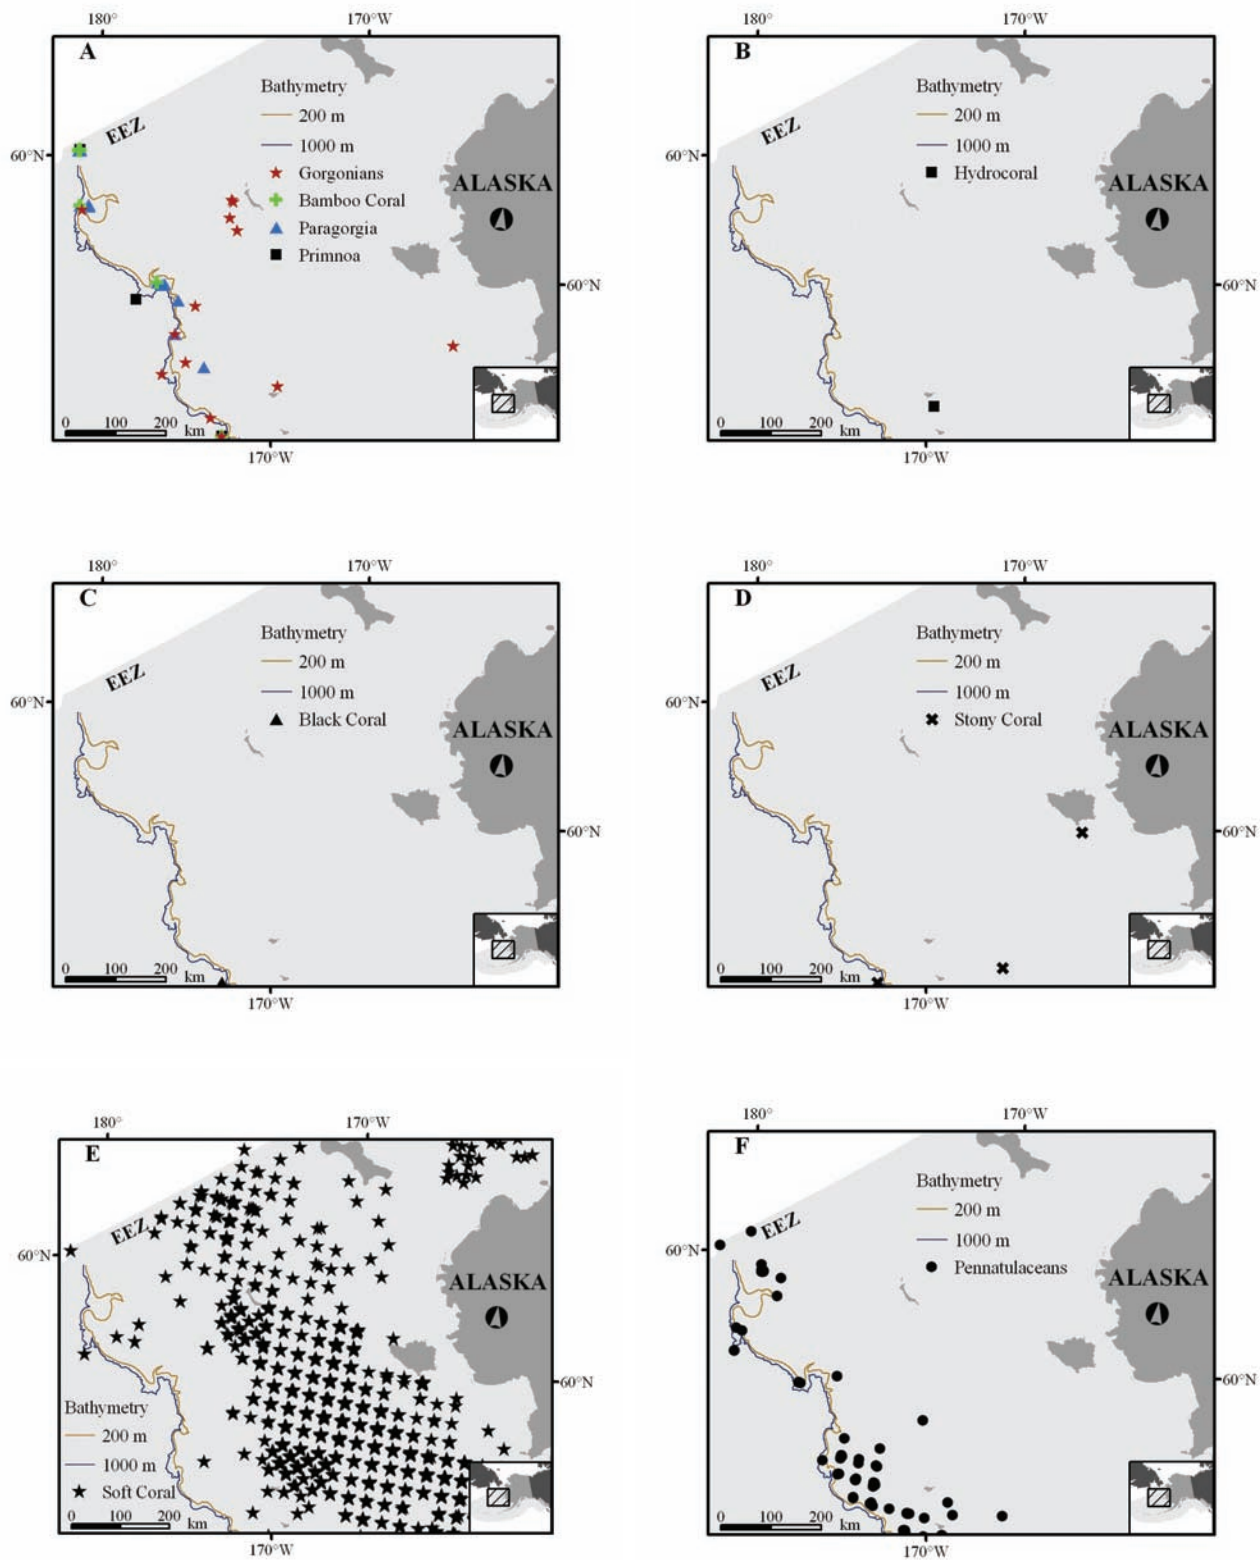 180° 170°W
A
Bathymetry
200 m
EEZ
1000 m
60°N
Gorgonians
ALASKA
Bamboo Coral
Paragorgia
Primnoa
60°N
0 100 200
km
170°W
180° 170°W
B
Bathymetry
200 m
EEZ
1000 m
60°N
Hydrocoral
ALASKA
60°N
0 100 200
km
170°W
180° 170°W
C
Bathymetry
200 m
EEZ
1000 m
60°N
Black Coral
ALASKA
60°N
0 100 200
km
170°W
180° 170°W
D
Bathymetry
200 m
EEZ
1000 m
60°N
Stony Coral
ALASKA
60°N
0 100 200
km
170°W
180° 170°W
E
EEZ
60°N
ALASKA
60°N
Bathymetry
200 m
1000 m
Soft Coral
0 100 200
km
170°W
180° 170°W
F
Bathymetry
200 m
EEZ
1000 m
60°N
Pennatulaceans
ALASKA
60°N
0 100 200
km
170°W